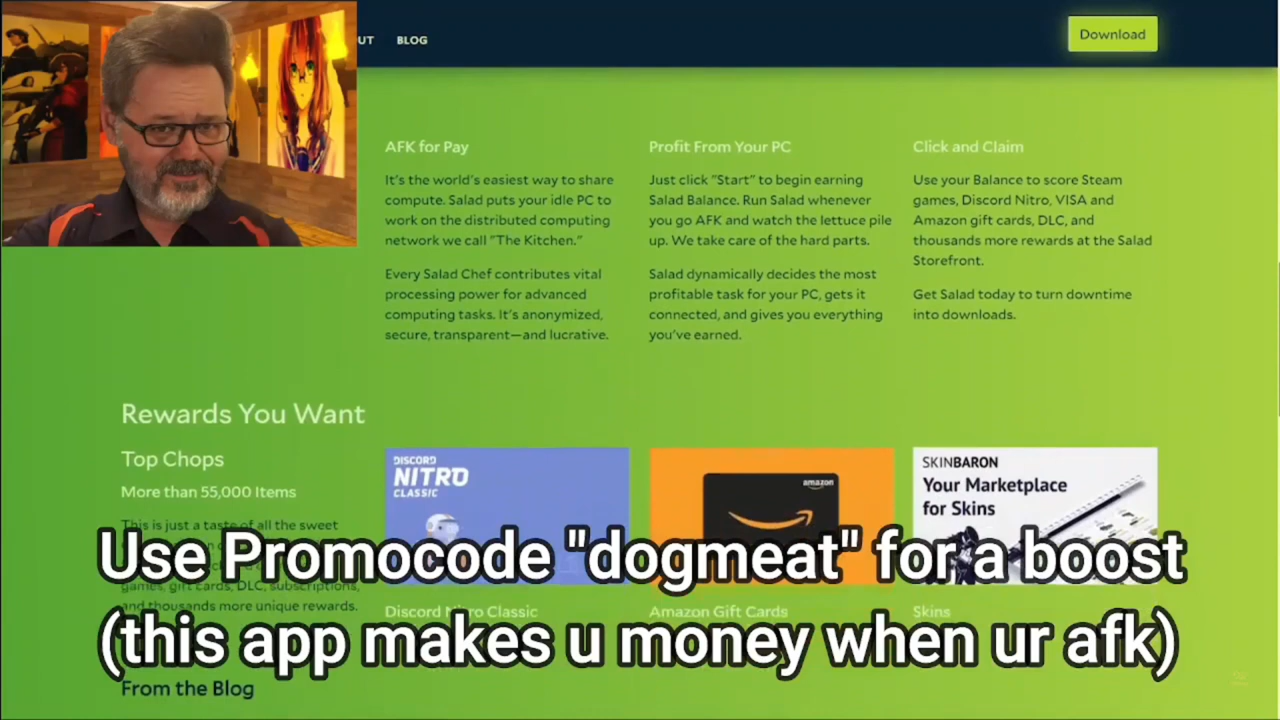 UT
BLOG
Download
AFK for Pay
It's the world's easiest way to share
compute. Salad puts your idle PC to
work on the distributed computing
network we call "The Kitchen."
Every Salad Chef contributes vital
processing power for advanced
computing tasks. It's anonymized,
secure, transparent—and lucrative.
Profit From Your PC
Just click "Start" to begin earning
Salad Balance. Run Salad whenever
you go AFK and watch the lettuce pile
up. We take care of the hard parts.
Salad dynamically decides the most
profitable task for your PC, gets it
connected, and gives you everything
you've earned.
Click and Claim
Use your Balance to score Steam
games, Discord Nitro, VISA and
Amazon gift cards, DLC, and
thousands more rewards at the Salad
Storefront.
Get Salad today to turn downtime
into downloads.
Rewards You Want
Top Chops
More than 55,000 Items
This is just a taste of all the sweet
games, gift cards, DLC, subscriptions,
and thousands more unique rewards.
DISCORD
NITRO
CLASSIC
Discord Nitro Classic
amazon
Amazon Gift Cards
SKINBARON
Your Marketplace
for Skins
Skins
Use Promocode "dogmeat" for a boost
(this app makes u money when ur afk)
From the Blog